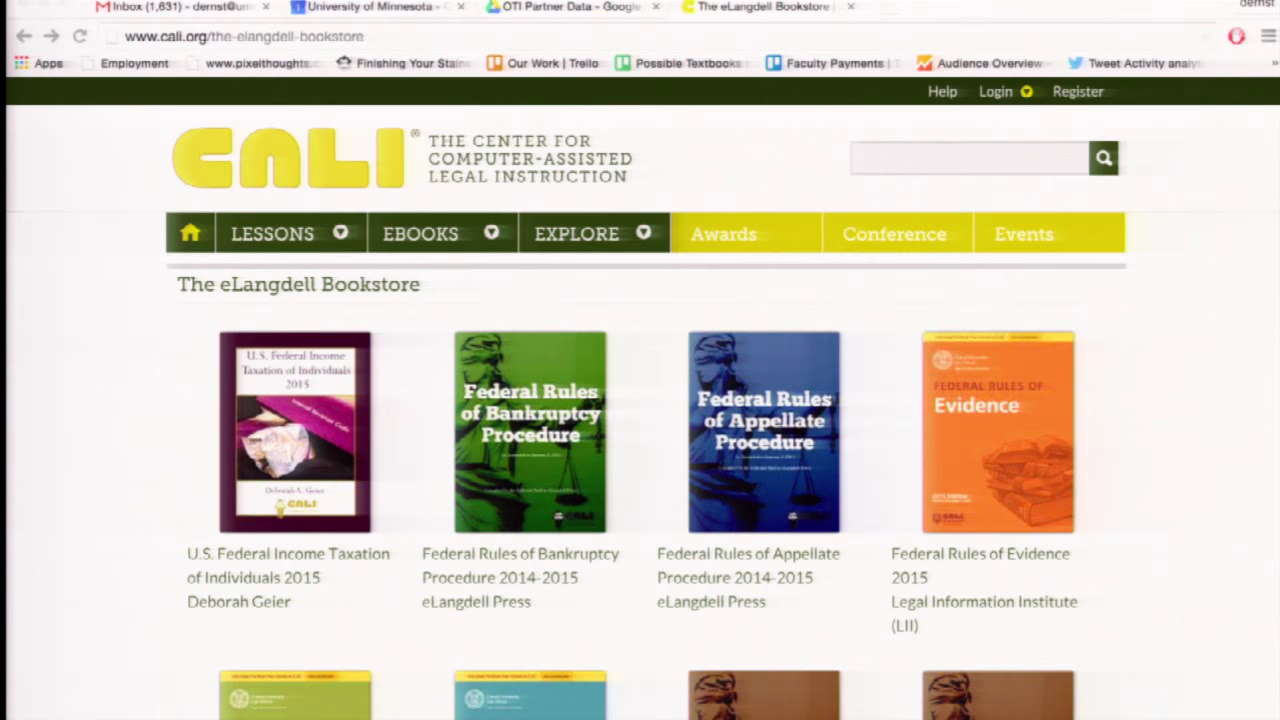 Inbox (1,631) - dernst@um
University of Minnesota -
OTI Partner Data - Google
The eLangdell Bookstore
dernst
www.cali.org/the-elangdell-bookstore
Apps
Employment
www.pixelthoughts.
Finishing Your Stain
Our Work | Trello
Possible Textbooks
Faculty Payments |
Audience Overview
Tweet Activity analyt
»
Help Login Register
CALI®
THE CENTER FOR
COMPUTER-ASSISTED
LEGAL INSTRUCTION
LESSONS EBOOKS EXPLORE Awards Conference Events
The eLangdell Bookstore
U.S. Federal Income
Taxation of Individuals
2015
Deborah A. Geier
CALI
Federal Rules
of Bankruptcy
Procedure
CALI
Federal Rules
of Appellate
Procedure
CALI
FEDERAL RULES OF
Evidence
CALI
U.S. Federal Income Taxation
of Individuals 2015
Deborah Geier
Federal Rules of Bankruptcy
Procedure 2014-2015
eLangdell Press
Federal Rules of Appellate
Procedure 2014-2015
eLangdell Press
Federal Rules of Evidence
2015
Legal Information Institute
(LII)